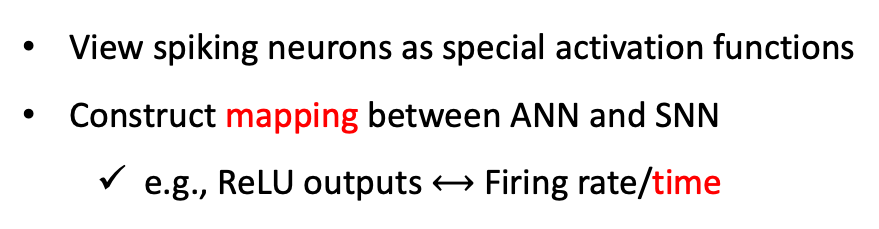 • View spiking neurons as special activation functions
• Construct mapping between ANN and SNN
✓ e.g., ReLU outputs ⟷ Firing rate/time